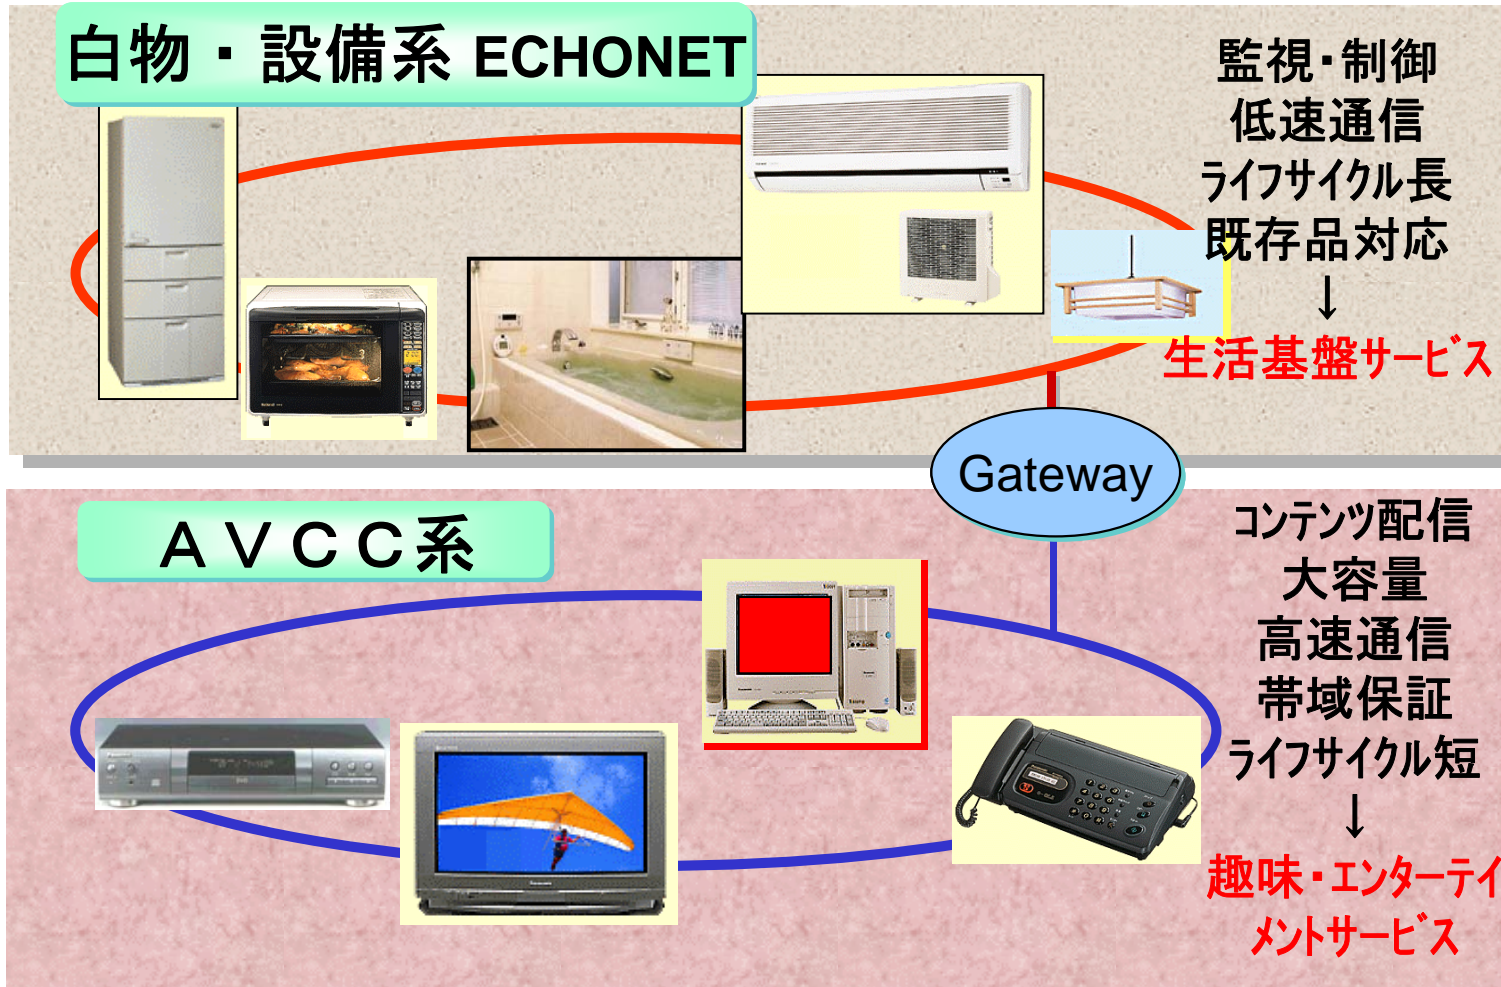 白物・設備系 ECHONET
監視・制御
低速通信
ライフサイクル長
既存品対応
↓
生活基盤サービス
Gateway
ＡＶＣＣ系
コンテンツ配信
大容量
高速通信
帯域保証
ライフサイクル短
↓
趣味・エンターテイ
メントサービス